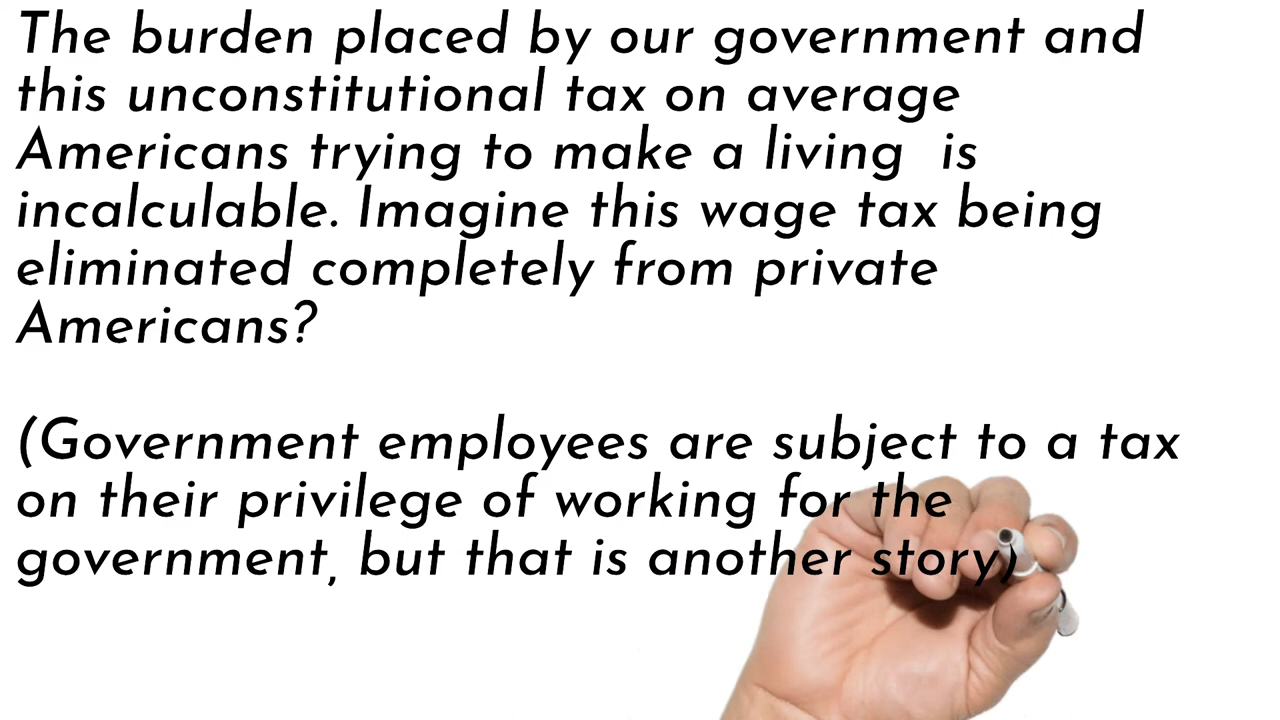 The burden placed by our government and
this unconstitutional tax on average
Americans trying to make a living  is
incalculable. Imagine this wage tax being
eliminated completely from private
Americans?
(Government employees are subject to a tax
on their privilege of working for the
government, but that is another story)